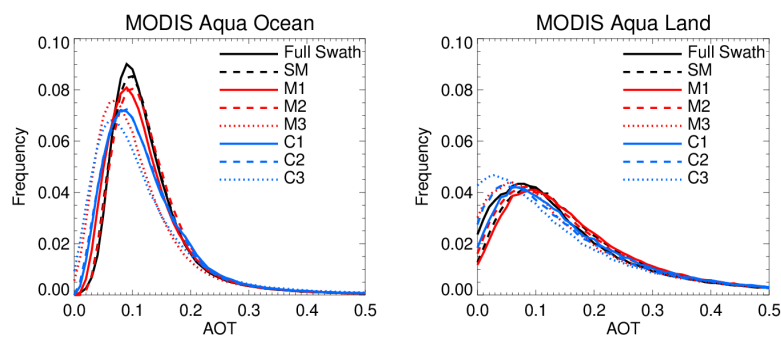 MODIS Aqua Ocean
0.10
0.08
0.06
0.04
0.02
0.00
Frequency
Full Swath
SM
M1
M2
M3
C1
C2
C3
0.0 0.1 0.2 0.3 0.4 0.5
AOT
MODIS Aqua Land
0.10
0.08
0.06
0.04
0.02
0.00
Frequency
Full Swath
SM
M1
M2
M3
C1
C2
C3
0.0 0.1 0.2 0.3 0.4 0.5
AOT